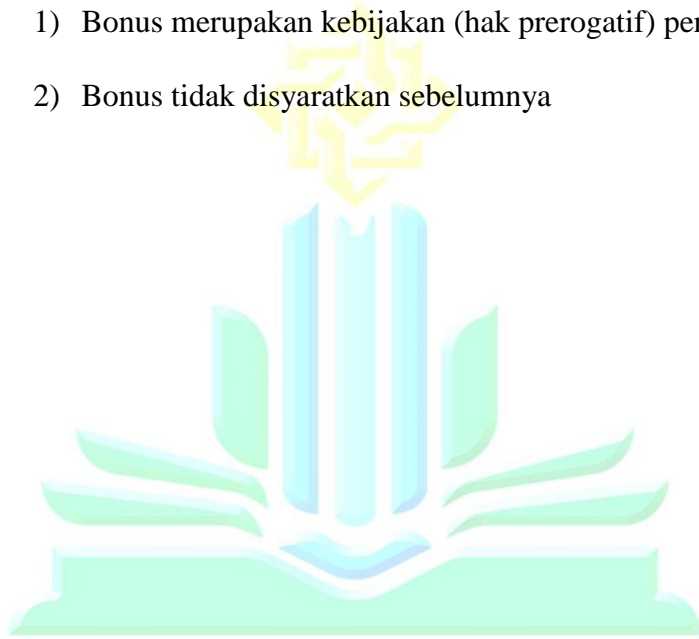 1) Bonus merupakan kebijakan (hak prerogatif)
2) Bonus tidak disyaratkan sebelumnya